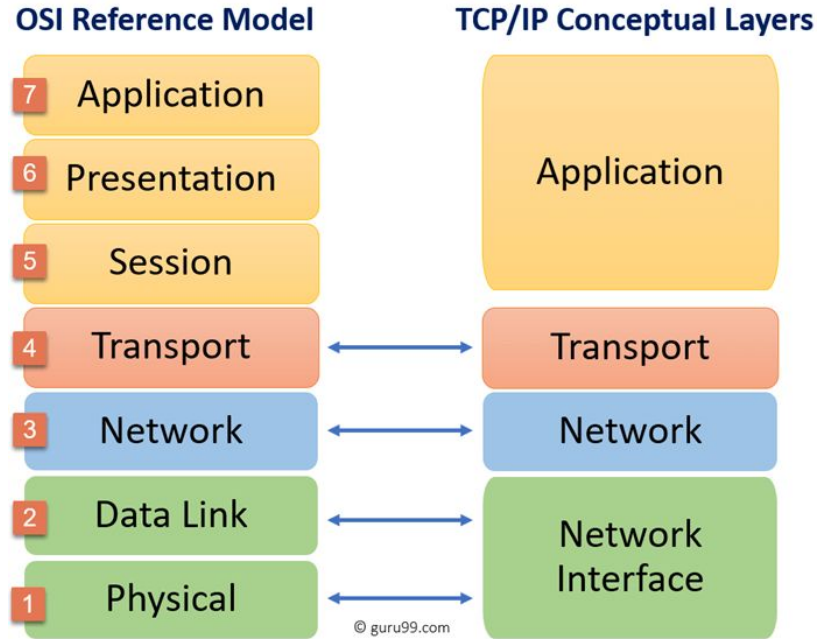 OSI Reference Model
TCP/IP Conceptual Layers
7 Application
6 Presentation
5 Session
4 Transport
3 Network
2 Data Link
1 Physical
Application
Transport
Network
Network
Interface
© guru99.com